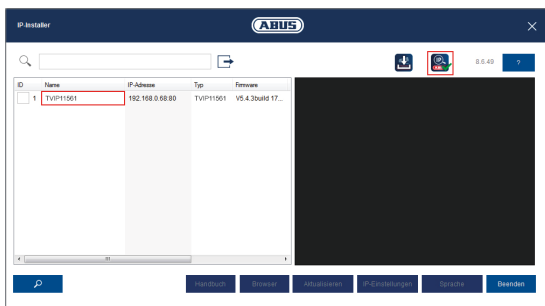 IP-Installer
ABUS
8.6.49
?
ID Name IP-Adresse Typ Firmware
1 TVIP11561 192.168.0.68:80 TVIP11561 V5.4.3build 17...
Handbuch Browser Aktualisieren IP-Einstellungen Sprache Beenden